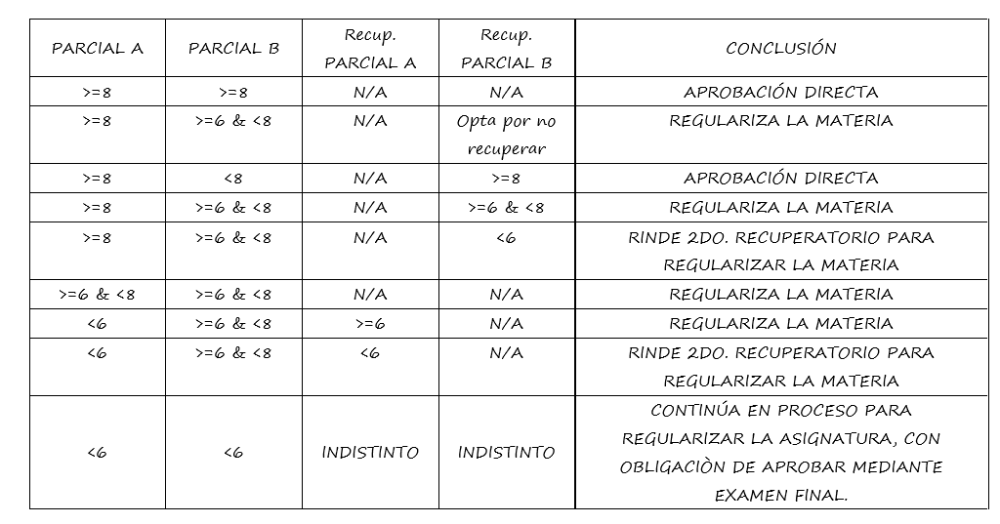 PARCIAL A PARCIAL B Recup. PARCIAL A Recup. PARCIAL B CONCLUSIÓN
>=8 >=8 N/A N/A APROBACIÓN DIRECTA
>=8 >=6 & <8 N/A Opta por no recuperar REGULARIZA LA MATERIA
>=8 <8 N/A >=8 APROBACIÓN DIRECTA
>=8 >=6 & <8 N/A >=6 & <8 REGULARIZA LA MATERIA
>=8 >=6 & <8 N/A <6 RINDE 2DO. RECUPERATORIO PARA
REGULARIZAR LA MATERIA
>=6 & <8 >=6 & <8 N/A N/A REGULARIZA LA MATERIA
<6 >=6 & <8 >=6 N/A REGULARIZA LA MATERIA
<6 >=6 & <8 <6 N/A RINDE 2DO. RECUPERATORIO PARA
REGULARIZAR LA MATERIA
<6 <6 INDISTINTO INDISTINTO CONTINÚA EN PROCESO PARA
REGULARIZAR LA ASIGNATURA, CON
OBLIGACIÒN DE APROBAR MEDIANTE
EXAMEN FINAL.